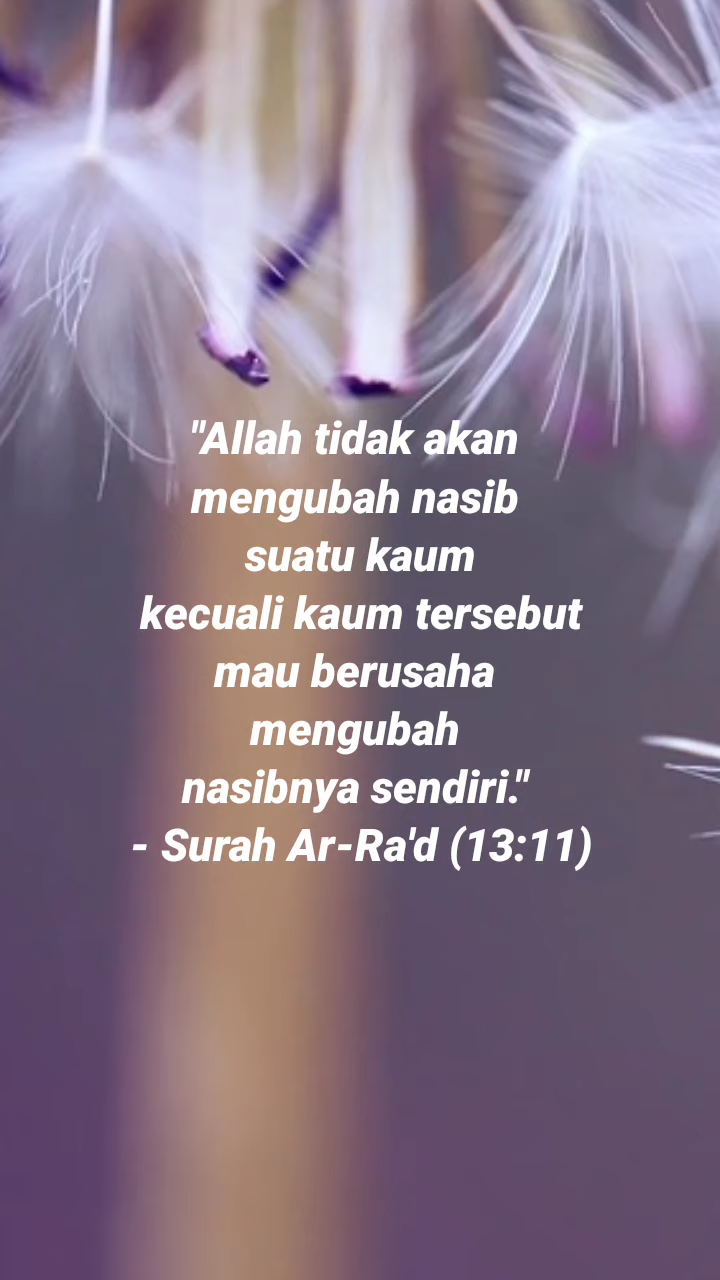 "Allah tidak akan
mengubah nasib
suatu kaum
kecuali kaum tersebut
mau berusaha
mengubah
nasibnya sendiri."
- Surah Ar-Ra'd (13:11)